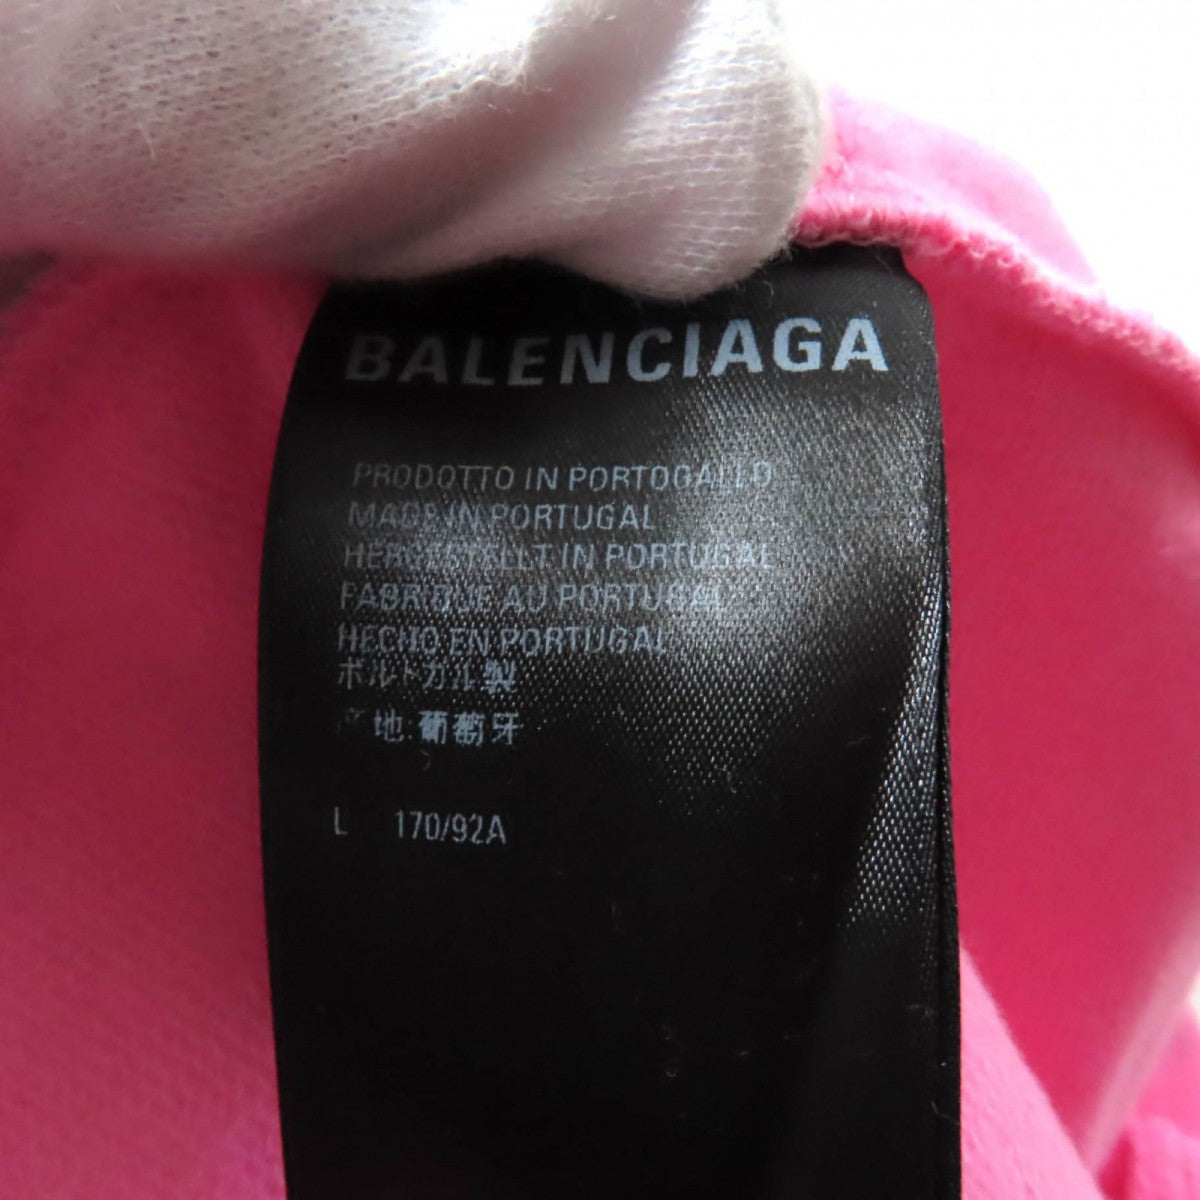 BALENCIAGA
PRODOTTO IN PORTOGALLO
MADE IN PORTUGAL
HERGESTELLT IN PORTUGAL
FABRIQUE AU PORTUGAL
HECHO EN PORTUGAL
ポルトガル製
产地:葡萄牙
L 170/92A